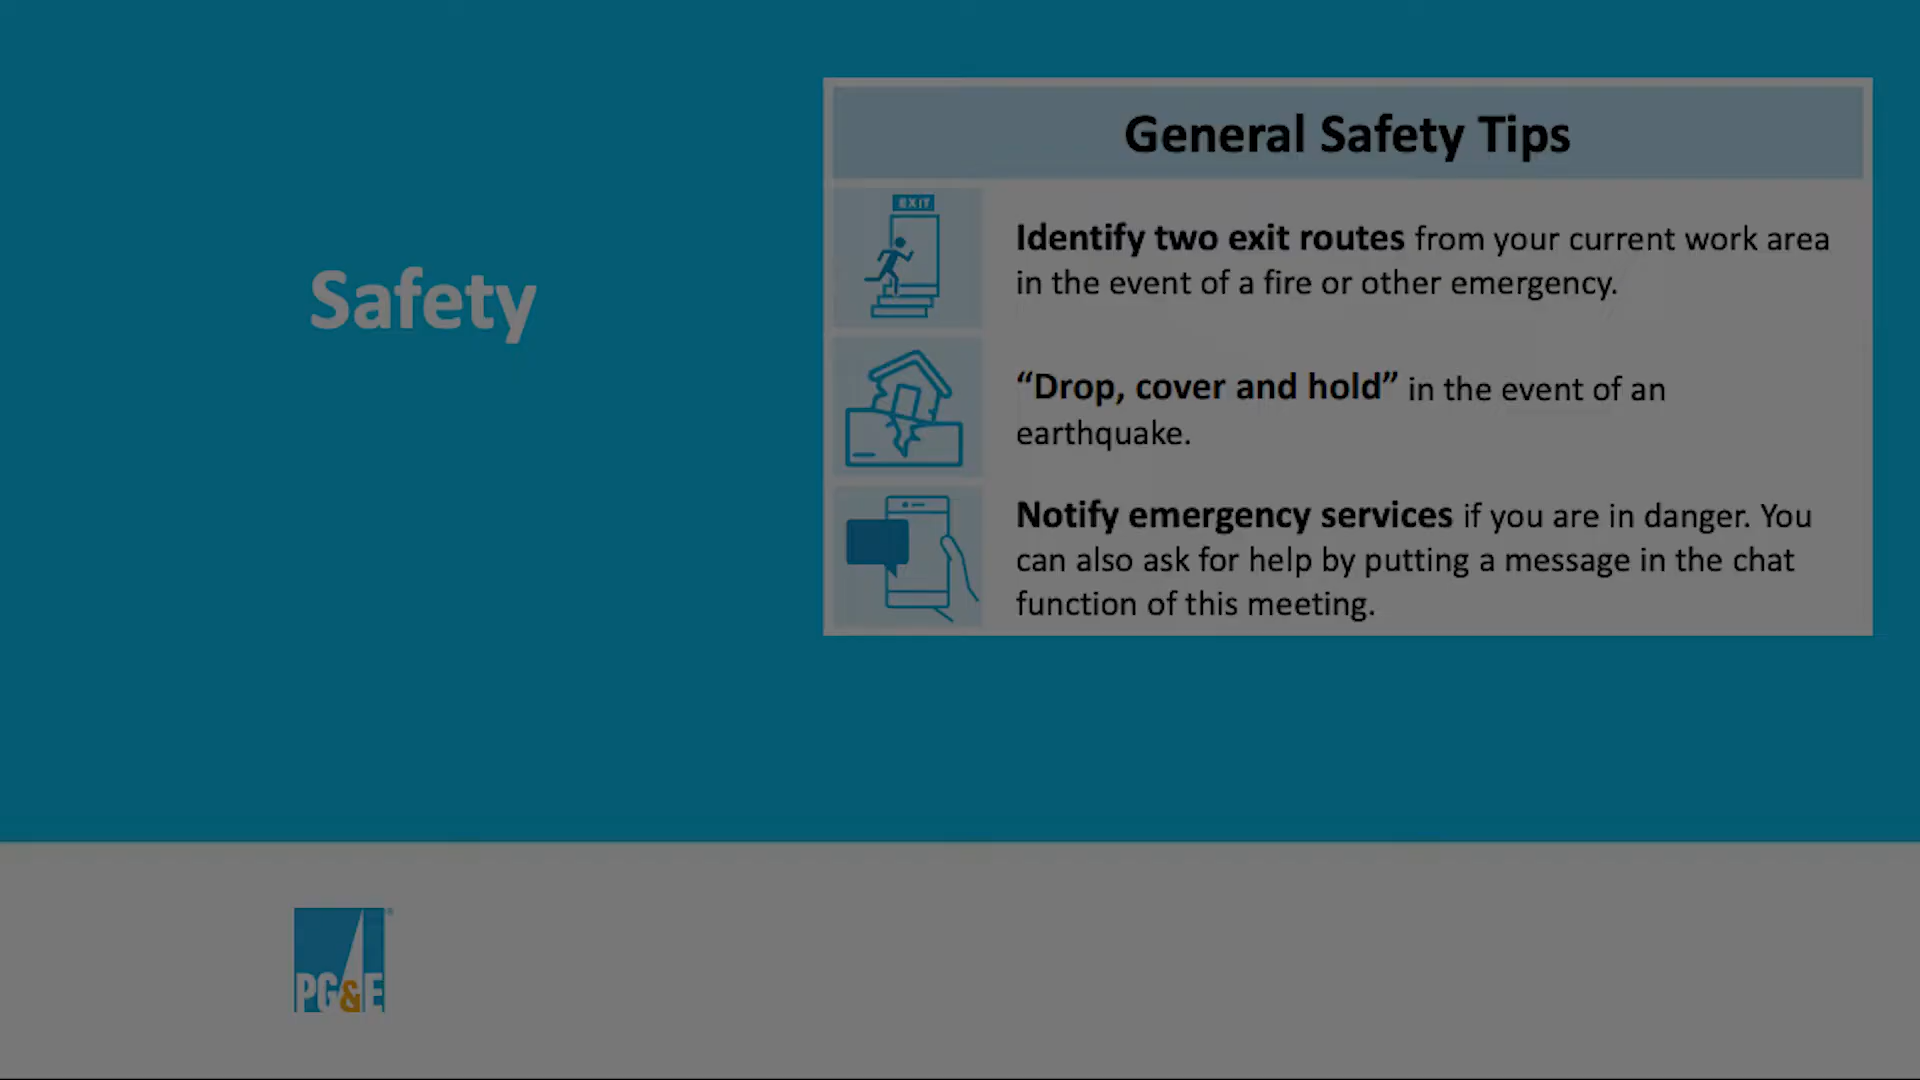 Safety
General Safety Tips
EXIT
Identify two exit routes from your current work area
in the event of a fire or other emergency.
“Drop, cover and hold” in the event of an
earthquake.
Notify emergency services if you are in danger. You
can also ask for help by putting a message in the chat
function of this meeting.
PG&E®